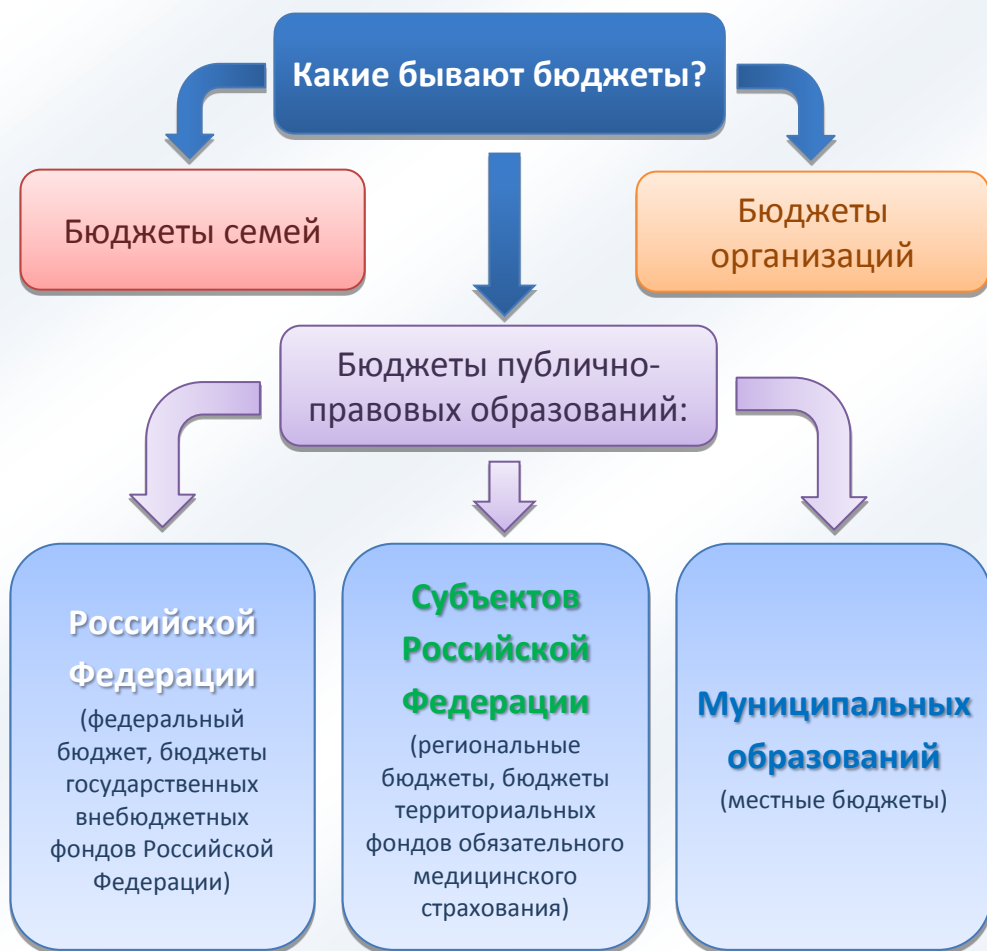 Какие бывают бюджеты?
Бюджеты семей
Бюджеты
организаций
Бюджеты публично-
правовых образований:
Российской
Федерации
(федеральный
бюджет, бюджеты
государственных
внебюджетных
фондов Российской
Федерации)
Субъектов
Российской
Федерации
(региональные
бюджеты, бюджеты
территориальных
фондов обязательного
медицинского
страхования)
Муниципальных
образований
(местные бюджеты)